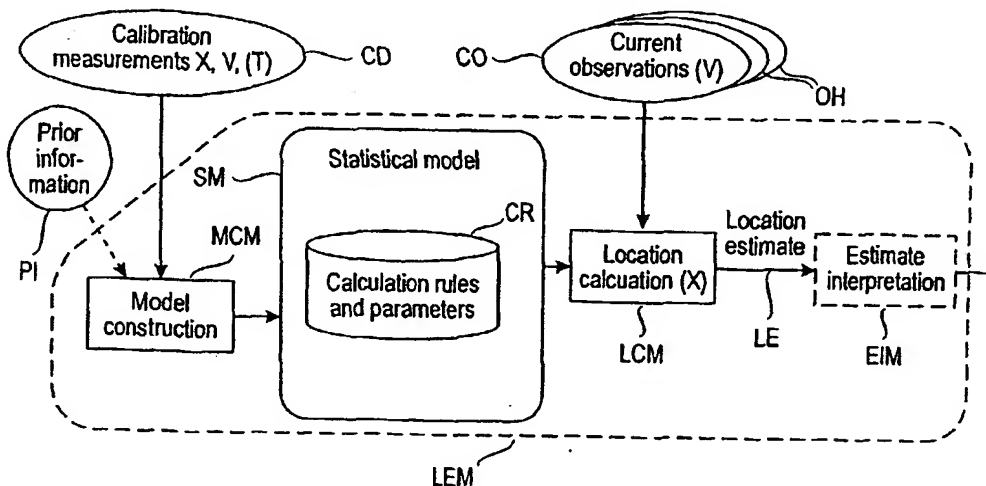 Calibration
measurements X, V, (T)
CD
CO
Current
observations (V)
OH
Prior
infor-
mation
PI
SM
Statistical model
MCM
CR
Model
construction
Calculation rules
and parameters
Location
calcuation (X)
LCM
Location
estimate
LE
Estimate
interpretation
EIM
LEM